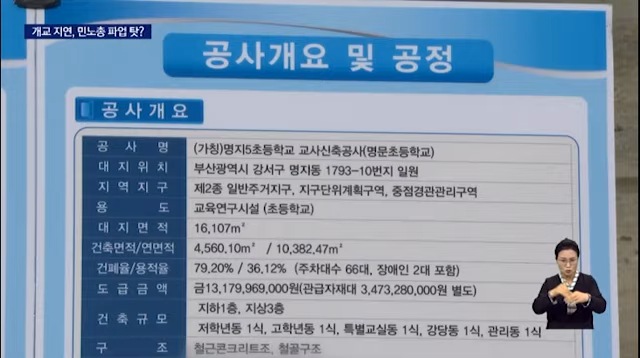 개교 지연, 민노총 파업 탓?
공사개요 및 공정
공사개요
공사명 (가칭)명지5초등학교 교사신축공사(명문초등학교)
대지위치 부산광역시 강서구 명지동 1793-10번지 일원
지역지구 제2종 일반주거지구, 지구단위계획구역, 중점경관관리구역
용도 교육연구시설 (초등학교)
대지면적 16,107㎡
건축면적/연면적 4,560,10㎡ / 10,382,47㎡
건폐율/용적율 79,20% / 36,12% (주차대수 66대, 장애인 2대 포함)
도급금액 금13,179,969,000원(관급자재대 3,473,280,000원 별도)
건축규모 지하1층, 지상3층
저학년동 1식, 고학년동 1식, 특별교실동 1식, 강당동 1식, 관리동 1식
구조 철근콘크리트조, 철골구조